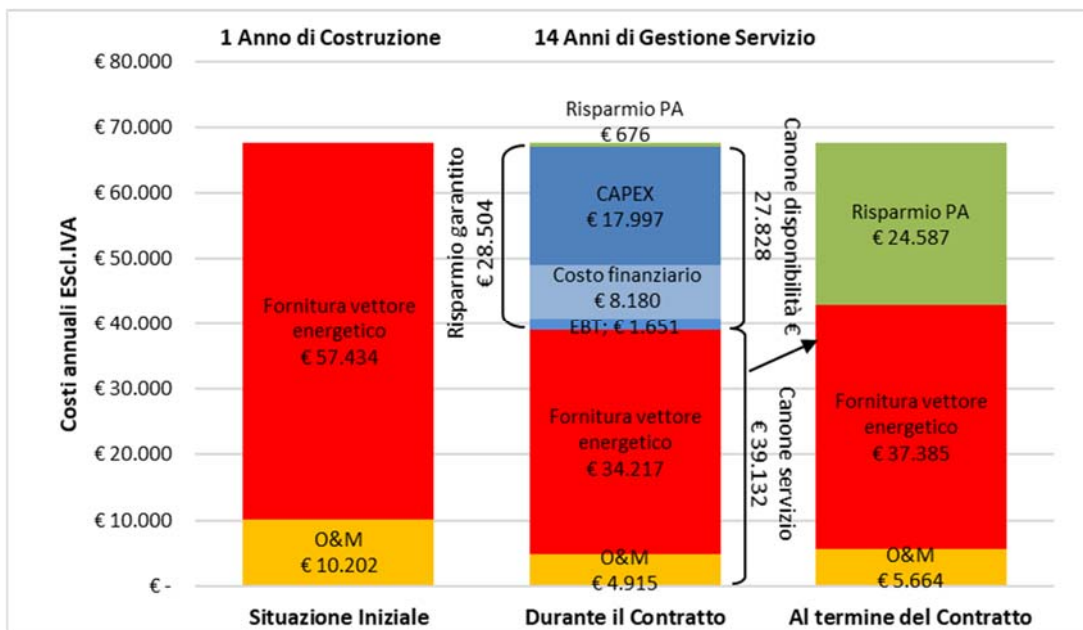 1 Anno di Costruzione
14 Anni di Gestione Servizio
Costi annuali EScl.IVA
€ 80.000
€ 70.000
€ 60.000
€ 50.000
€ 40.000
€ 30.000
€ 20.000
€ 10.000
€ -
Fornitura vettore
energetico
€ 57.434
O&M
€ 10.202
Situazione Iniziale
Risparmio garantito
€ 28.504
Risparmio PA
€ 676
CAPEX
€ 17.997
Costo finanziario
€ 8.180
EBT; € 1.651
Fornitura vettore
energetico
€ 34.217
O&M
€ 4.915
Durante il Contratto
Canone disponibilità €
27.828
Canone servizio
€ 39.132
Risparmio PA
€ 24.587
Fornitura vettore
energetico
€ 37.385
O&M
€ 5.664
Al termine del Contratto